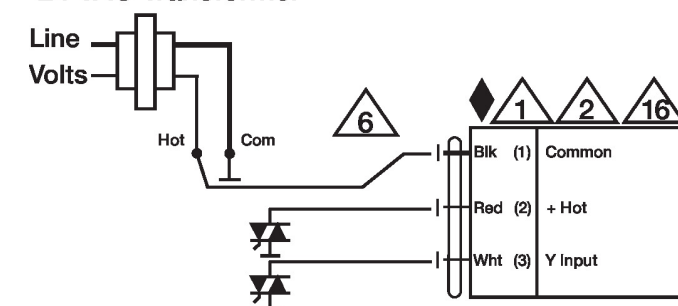 Line
Volts
Hot
Com
6
1
2
16
Blk (1) Common
Red (2) + Hot
Wht (3) Y Input